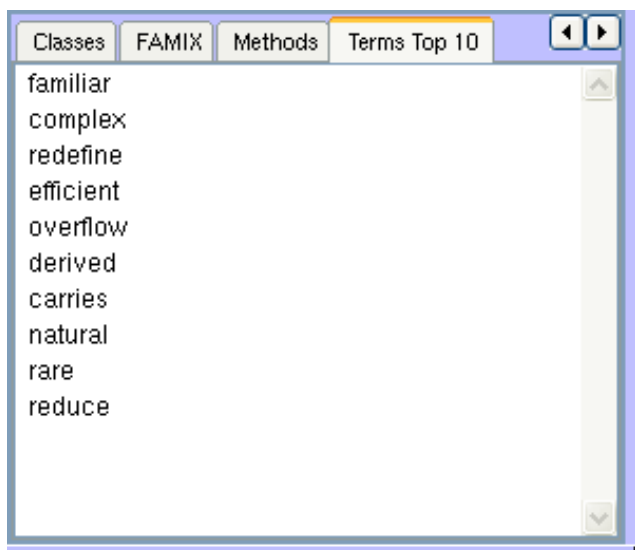 Classes FAMIX Methods Terms Top 10
familiar
complex
redefine
efficient
overflow
derived
carries
natural
rare
reduce